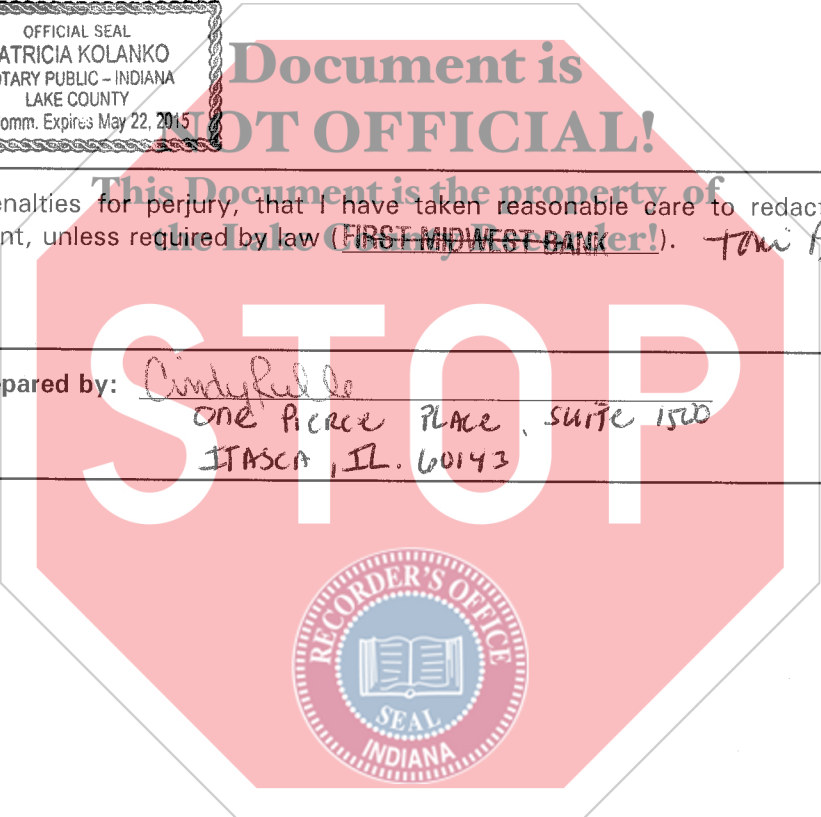 OFFICIAL SEAL
ATRICIA KOLANKO
OTARY PUBLIC – INDIANA
LAKE COUNTY
omm. Expires May 22, 2015
Document is
NOT OFFICIAL!
This Document is the property of
the Lake County Recorder!
enalties for perjury, that I have taken reasonable care to redact
nt, unless required by law (FIRST MIDWEST BANK).
STOP
epared by: Cindy
One Pierce Place, Suite 1500
ITASCA, IL. 60143
RECORDER'S OFFICE
SEAL
INDIANA